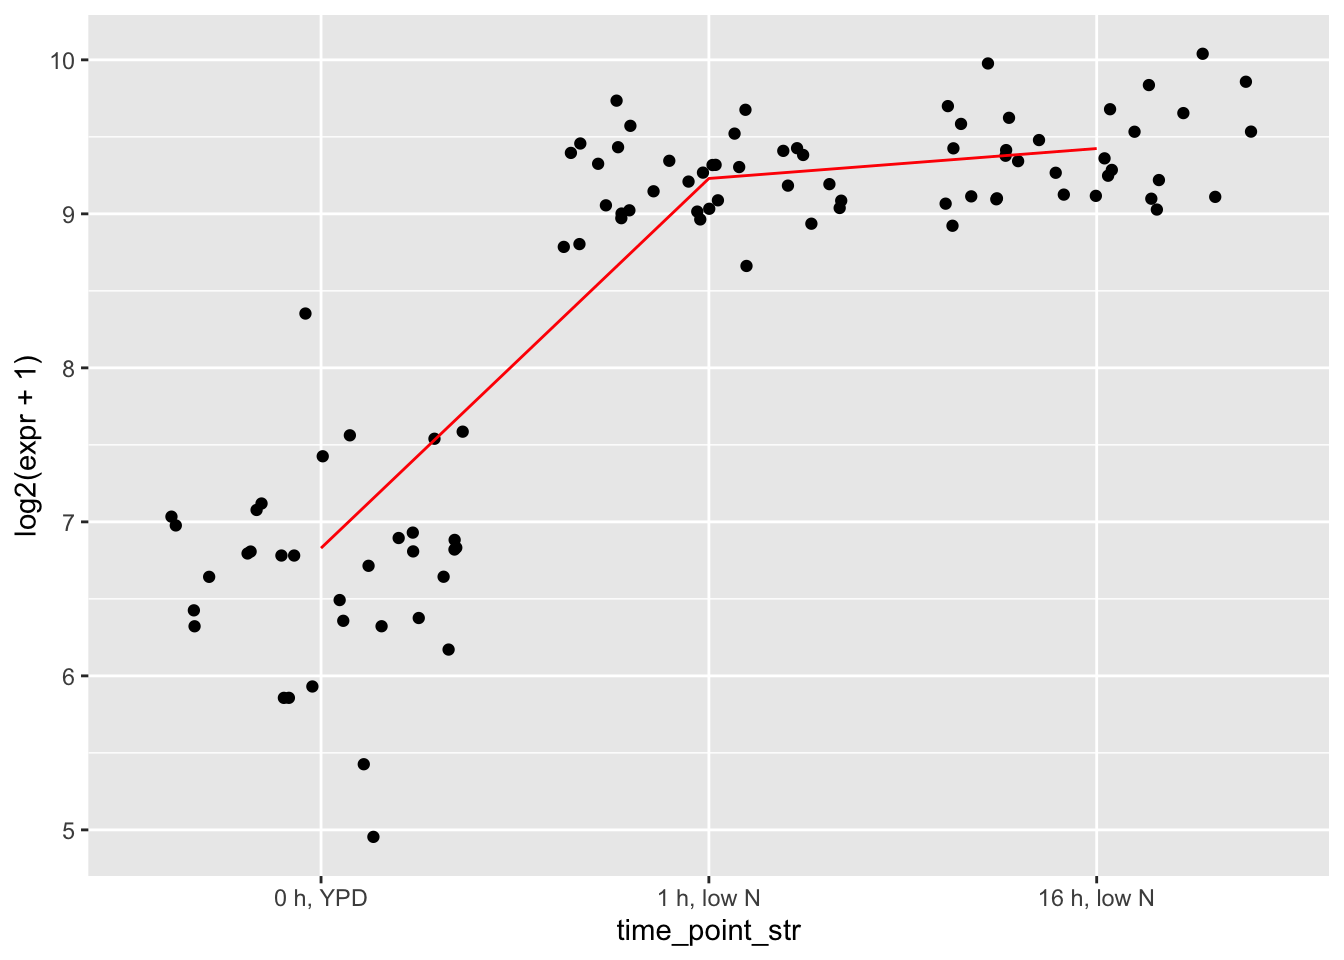 log2(expr + 1)
10
9
8
7
6
5
0 h, YPD
1 h, low N
16 h, low N
time_point_str